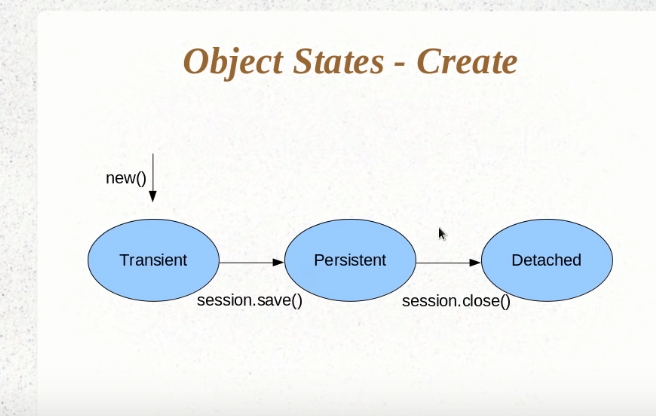 Object States - Create
new()
Transient
Persistent
Detached
session.save()
session.close()